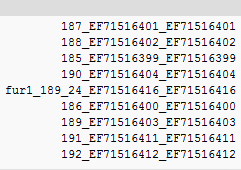 187_EF71516401_EF71516401
188_EF71516402_EF71516402
185_EF71516399_EF71516399
190_EF71516404_EF71516404
fur1_189_24_EF71516416_EF71516416
186_EF71516400_EF71516400
189_EF71516403_EF71516403
191_EF71516411_EF71516411
192_EF71516412_EF71516412